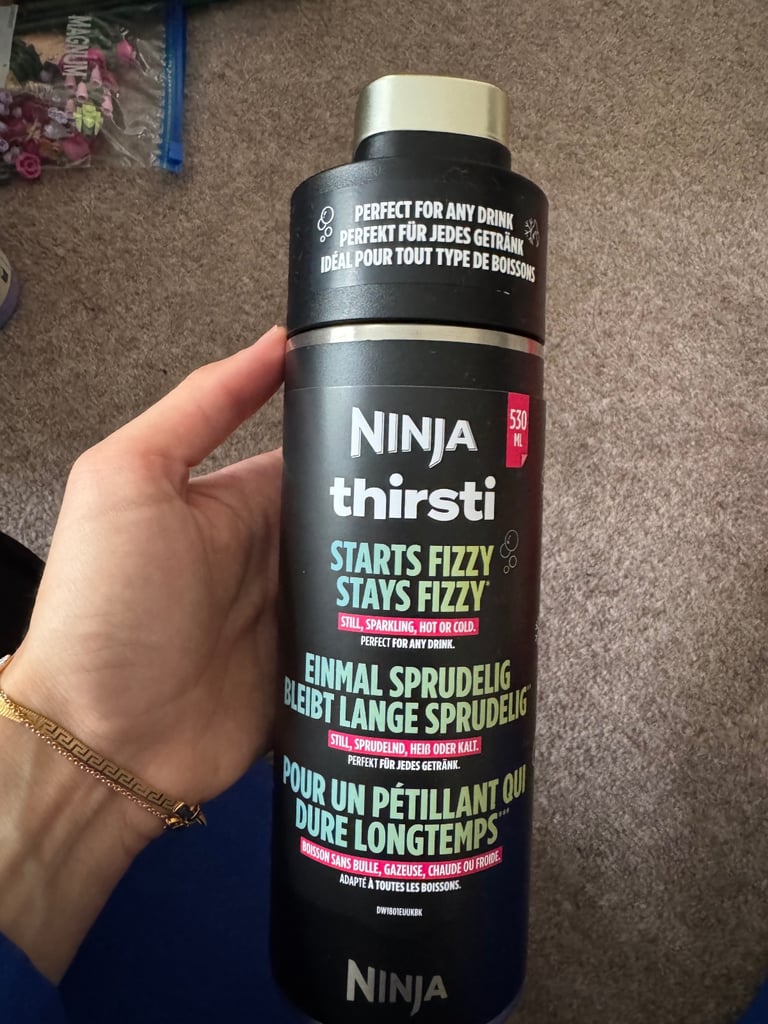 MAGNUM
PERFECT FOR ANY DRINK
PERFEKT FÜR JEDES GETRÄNK
IDÉAL POUR TOUT TYPE DE BOISSONS
NINJA
530
ML
thirsti
STARTS FIZZY
STAYS FIZZY*
STILL, SPARKLING, HOT OR COLD.
PERFECT FOR ANY DRINK.
EINMAL SPRUDELIG
BLEIBT LANGE SPRUDELIG**
STILL, SPRUDELND, HEIß ODER KALT.
PERFEKT FÜR JEDES GETRÄNK.
POUR UN PÉTILLANT QUI
DURE LONGTEMPS***
BOISSON SANS BULLE, GAZEUSE, CHAUDE OU FROIDE.
ADAPTÉ À TOUTES LES BOISSONS.
DW1801EUUKBK
NINJA